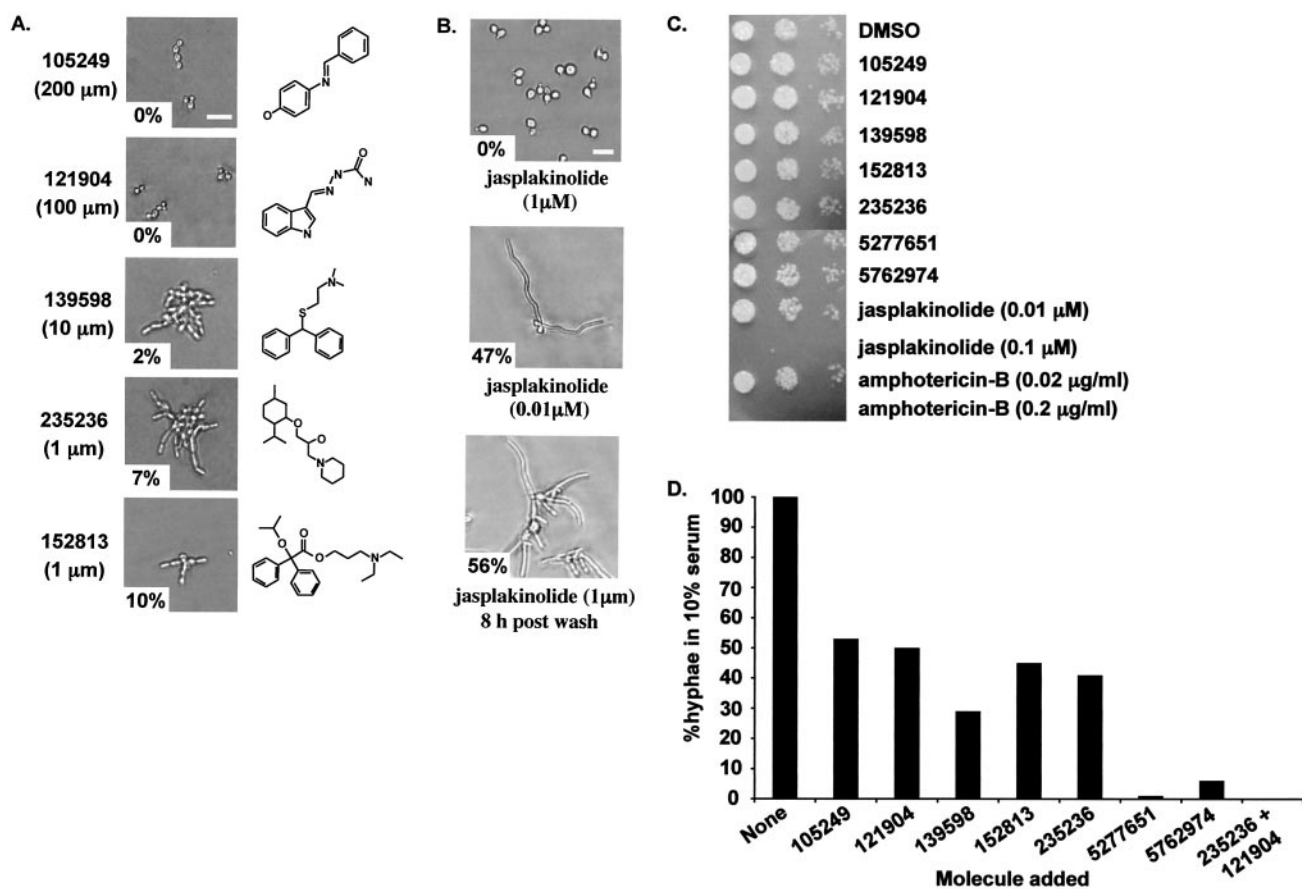 A.
105249
(200 μm)
0%
O
N
121904
(100 μm)
0%
O
N
N
N
N
139598
(10 μm)
2%
N
S
235236
(1 μm)
7%
O
O
N
152813
(1 μm)
10%
O
O
O
N
B.
0%
jasplakinolide
(1μM)
47%
jasplakinolide
(0.01μM)
56%
jasplakinolide (1μm)
8 h post wash
C.
DMSO
105249
121904
139598
152813
235236
5277651
5762974
jasplakinolide (0.01 μM)
jasplakinolide (0.1 μM)
amphotericin-B (0.02 μg/ml)
amphotericin-B (0.2 μg/ml)
D.
%hyphae in 10% serum
100
90
80
70
60
50
40
30
20
10
0
None
105249
121904
139598
152813
235236
5277651
5762974
235236 +
121904
Molecule added